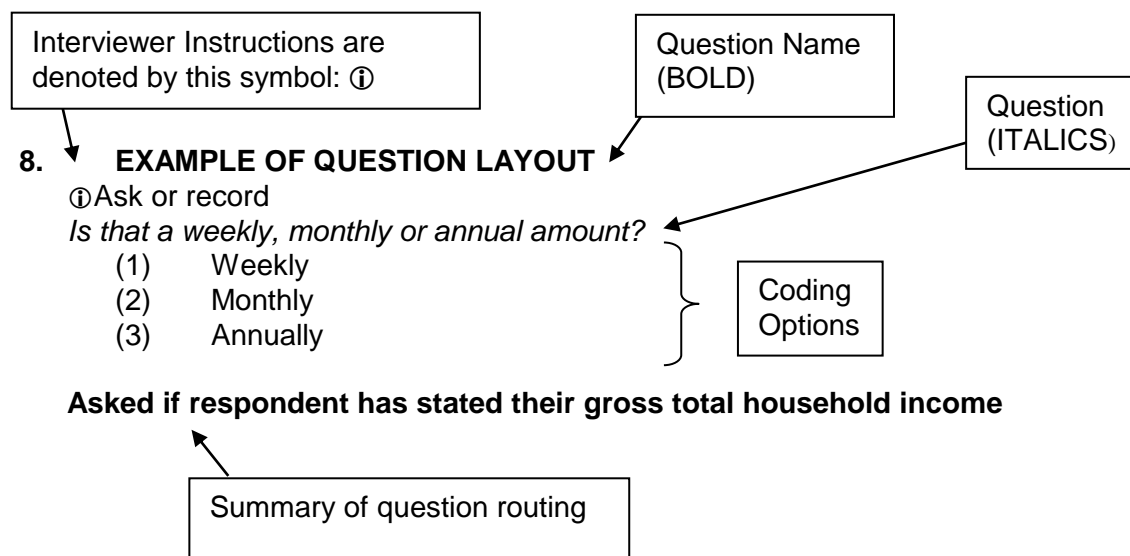 Interviewer Instructions are
denoted by this symbol: ⓘ
Question Name
(BOLD)
Question
(ITALICS)
8. EXAMPLE OF QUESTION LAYOUT
ⓘAsk or record
Is that a weekly, monthly or annual amount?
(1) Weekly
(2) Monthly
(3) Annually
Coding
Options
Asked if respondent has stated their gross total household income
Summary of question routing